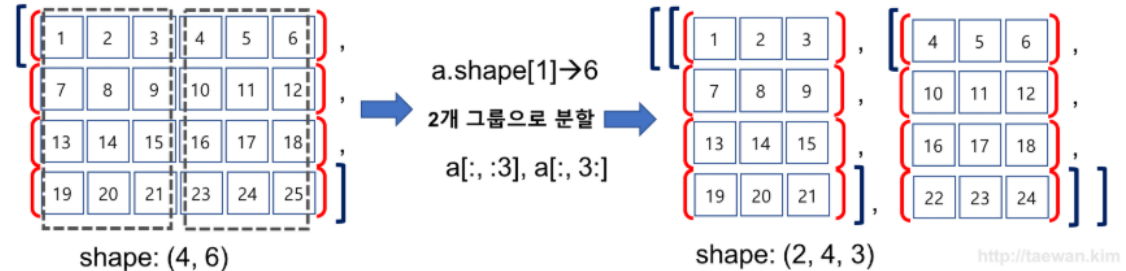 1 2 3 4 5 6 ,
7 8 9 10 11 12 ,
13 14 15 16 17 18 ,
19 20 21 23 24 25
shape: (4, 6)
a.shape[1]→6
2개 그룹으로 분할
a[:, :3], a[:, 3:]
1 2 3 , 4 5 6 ,
7 8 9 , 10 11 12 ,
13 14 15 , 16 17 18 ,
19 20 21 , 22 23 24
shape: (2, 4, 3)
http://taewan.kim